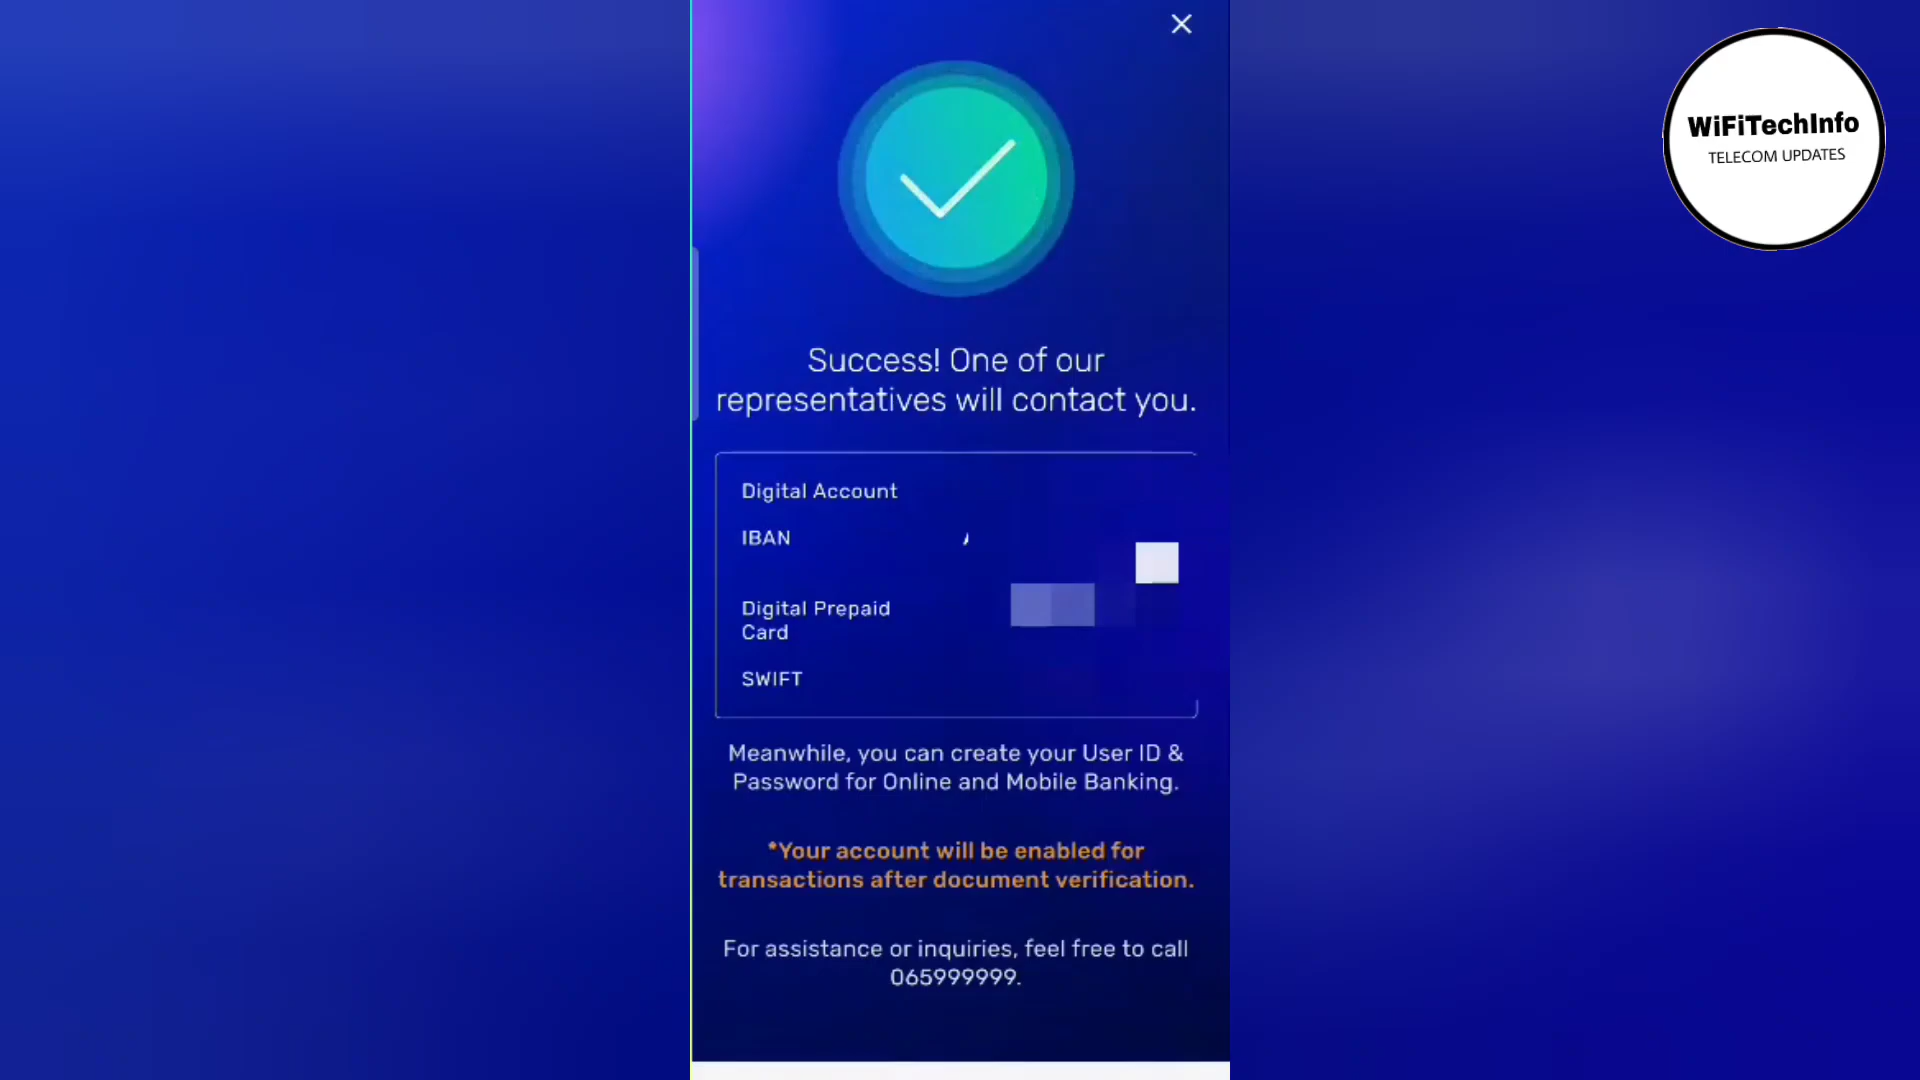 WiFiTechInfo
TELECOM UPDATES
Success! One of our
representatives will contact you.
Digital Account
IBAN
Digital Prepaid
Card
SWIFT
Meanwhile, you can create your User ID &
Password for Online and Mobile Banking.
*Your account will be enabled for
transactions after document verification.
For assistance or inquiries, feel free to call
065999999.